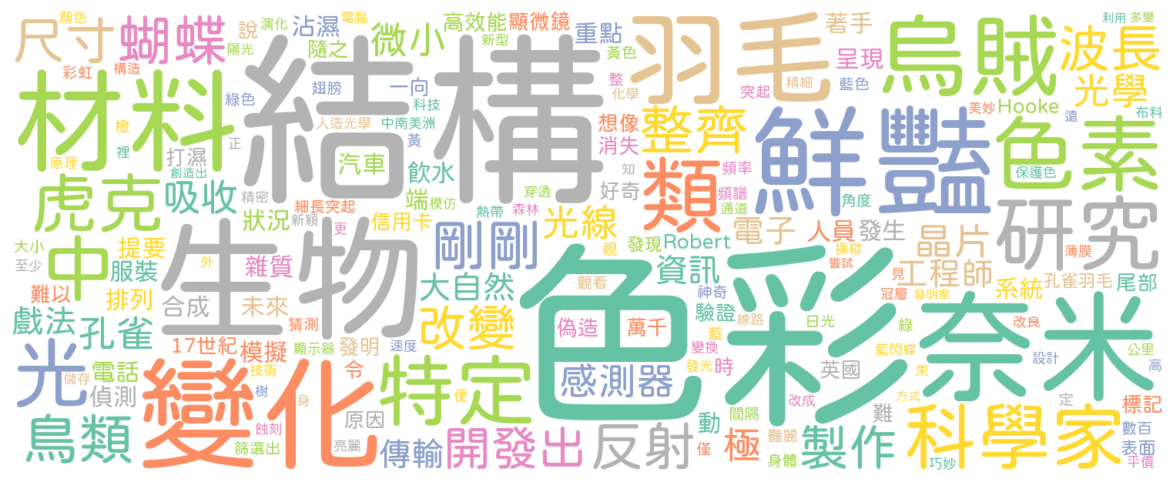 尺寸
蝴蝶
顏色
演化
電腦
說
沾濕
陽光
隨之
微小
高效能
新型
顯微鏡
重點
黃色
羽毛
著手
呈現
烏賊
利用
多變
波長
光學
彩虹
構造
材料
結構
綠色
翅膀
一向
科技
人造光學
中南美洲
整
化學
突起
精細
藍色
想像
消失
整齊
鮮豔
美妙
Hooke
遠
布料
色素
保護色
橙
原理
裡
打濕
創造出
正
黃
汽車
飲水
知
好奇
類
頻率
頻譜
通道
角度
虎克
吸收
精密
細長突起
新穎
端
模仿
熱帶
穿透
森林
狀況
更
信用卡
光線
視
發現
Robert
電子
人員
操縱
嘗試
發生
見
冠層
發明家
晶片
研究
薄膜
大小
至少
中
提要
服裝
雜質
外
生物
剛剛
大自然
觀看
資訊
神奇
驗證
工程師
系統
孔雀羽毛
尾部
難以
排列
合成
未來
戲法
孔雀
猜測
17世紀
模擬
顯示器
發明
速度
改變
偽造
萬千
藍
線路
變換
日光
綠
藍閃蝶
改良
設計
公里
色彩
奈米
光
儲存
電話
偵測
技術
樹
蝕刻
變化
身
令
原因
亮麗
特定
使
感測器
發光
時
改成
英國
束
方式
高
定
標記
鳥類
篩選出
傳輸
開發出
反射
動
僅
間隔
極
豔麗
身體
難
製作
科學家
巧妙
數百
表面
平價